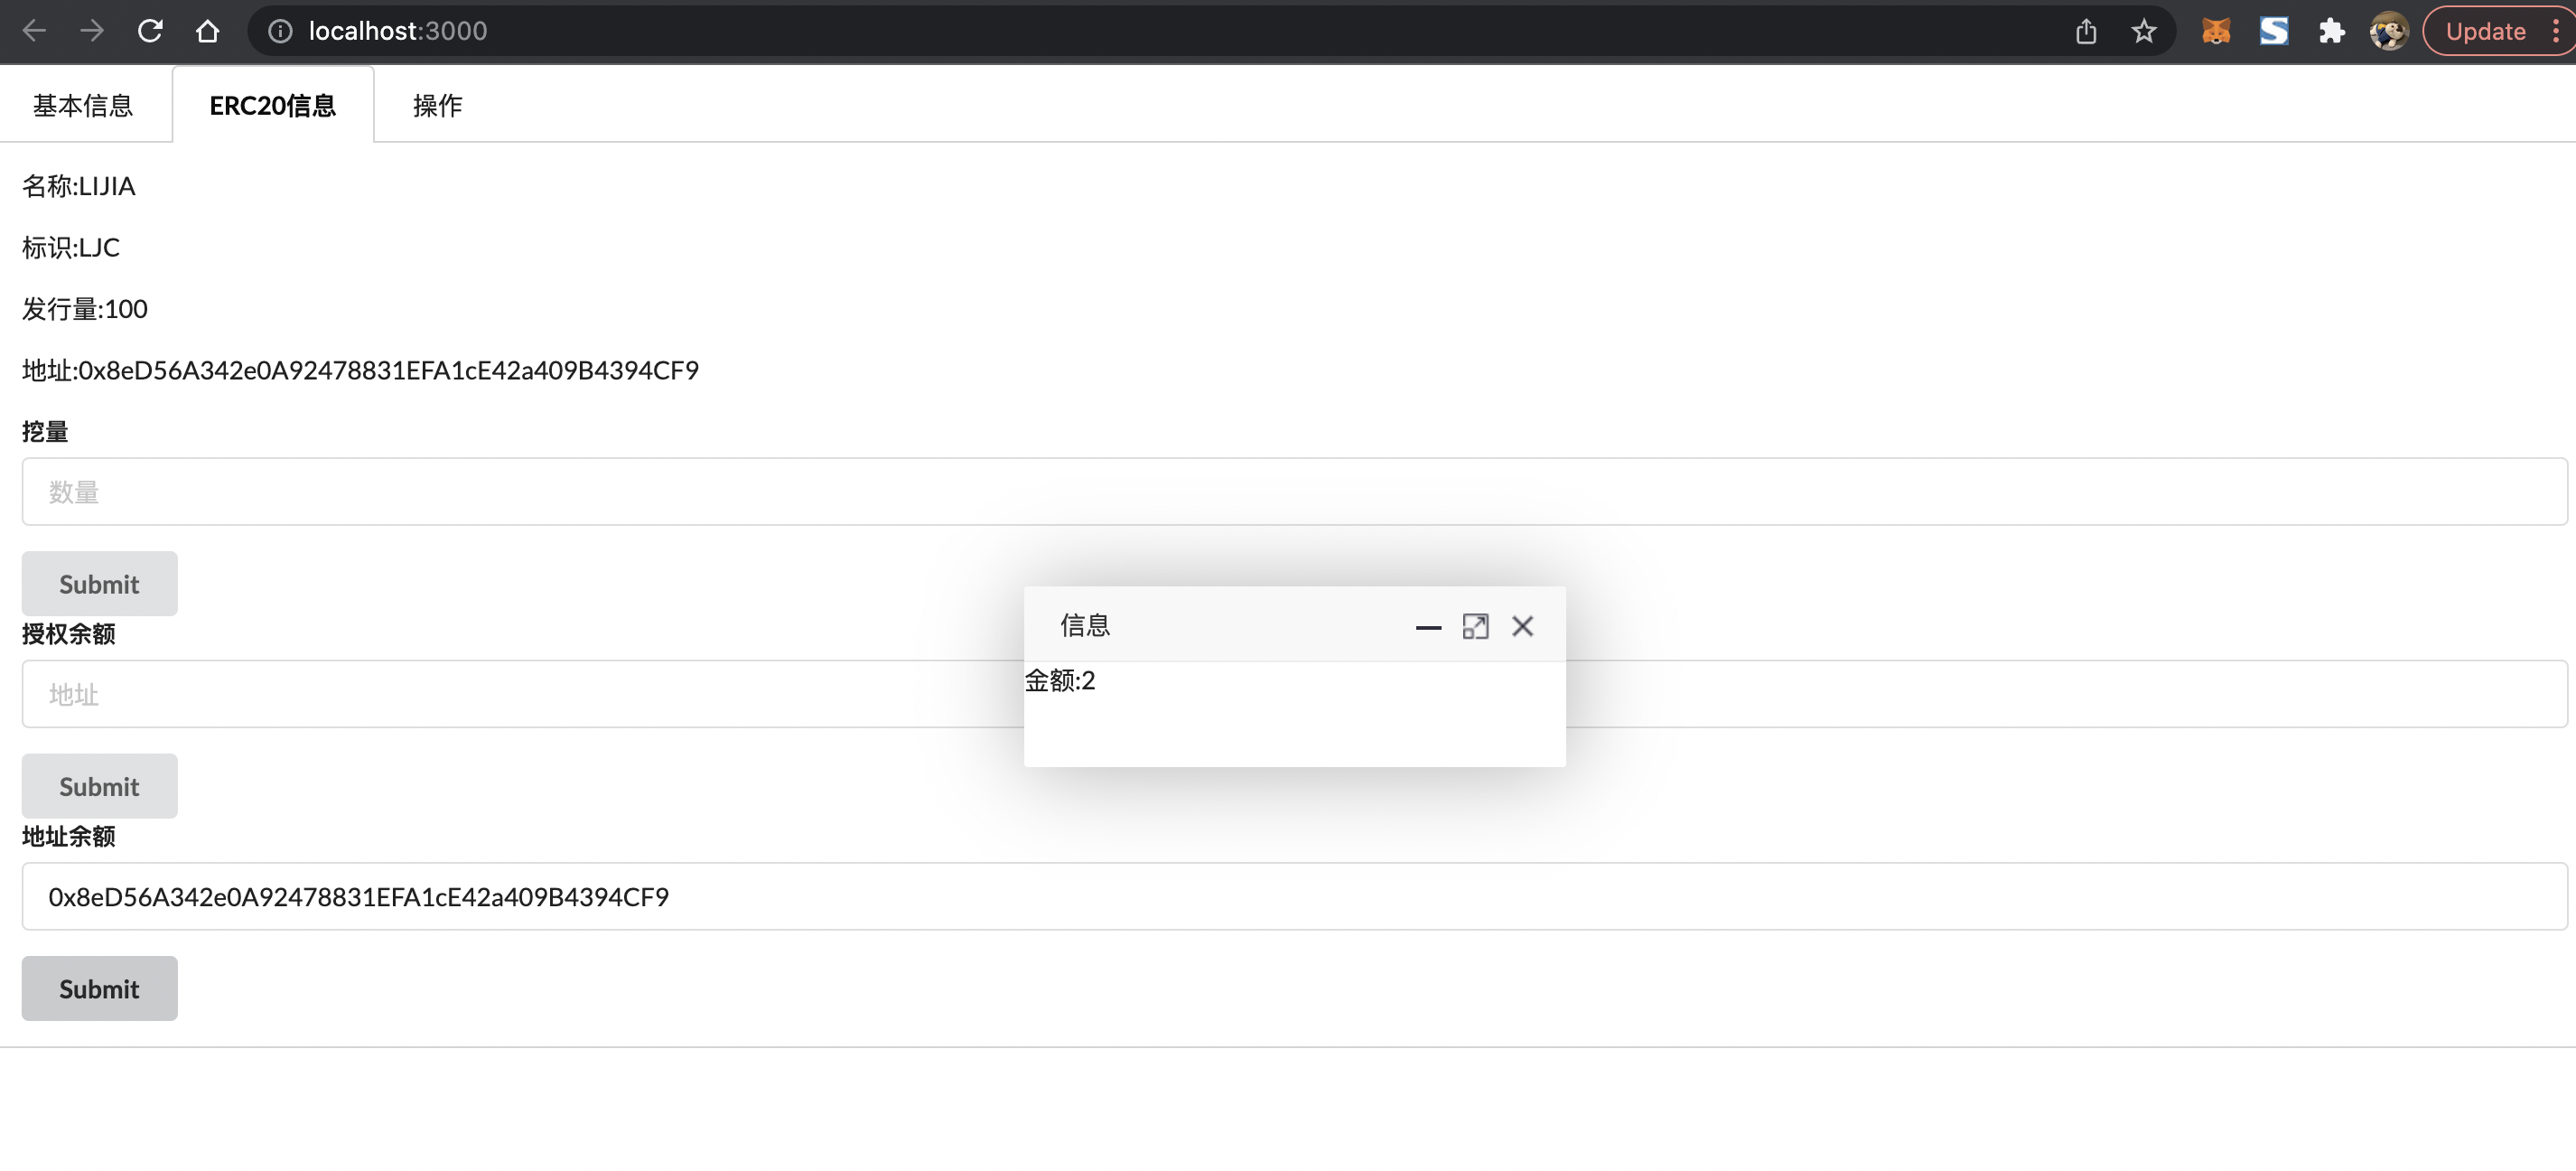 localhost:3000
Update
基本信息 ERC20信息 操作
名称:LIJIA
标识:LJC
发行量:100
地址:0x8eD56A342e0A92478831EFA1cE42a409B4394CF9
挖量
数量
Submit
授权余额
地址
Submit
地址余额
0x8eD56A342e0A92478831EFA1cE42a409B4394CF9
Submit
信息
金额:2